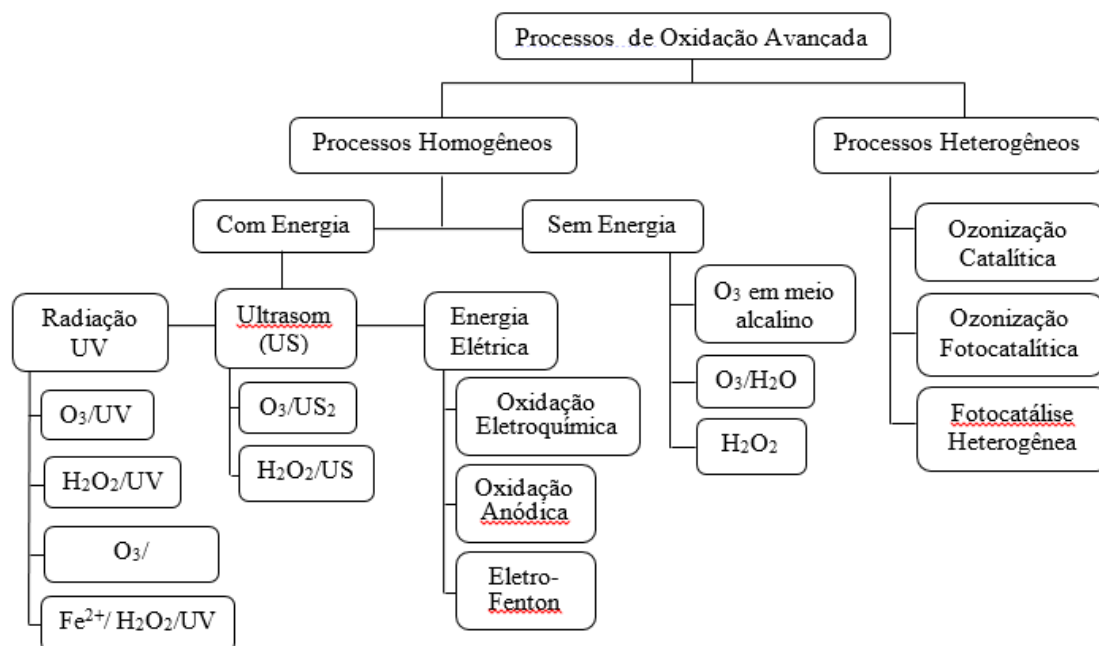 Processos de Oxidação Avançada
Processos Homogêneos
Processos Heterogêneos
Com Energia
Sem Energia
Radiação
UV
O₃/UV
H₂O₂/UV
O₃/
Fe²⁺/ H₂O₂/UV
Ultrasom
(US)
O₃/US₂
H₂O₂/US
Energia
Elétrica
Oxidação
Eletroquímica
Oxidação
Anódica
Eletro-
Fenton
O₃ em meio
alcalino
O₃/H₂O
H₂O₂
Ozonização
Catalítica
Ozonização
Fotocatalítica
Fotocatálise
Heterogênea